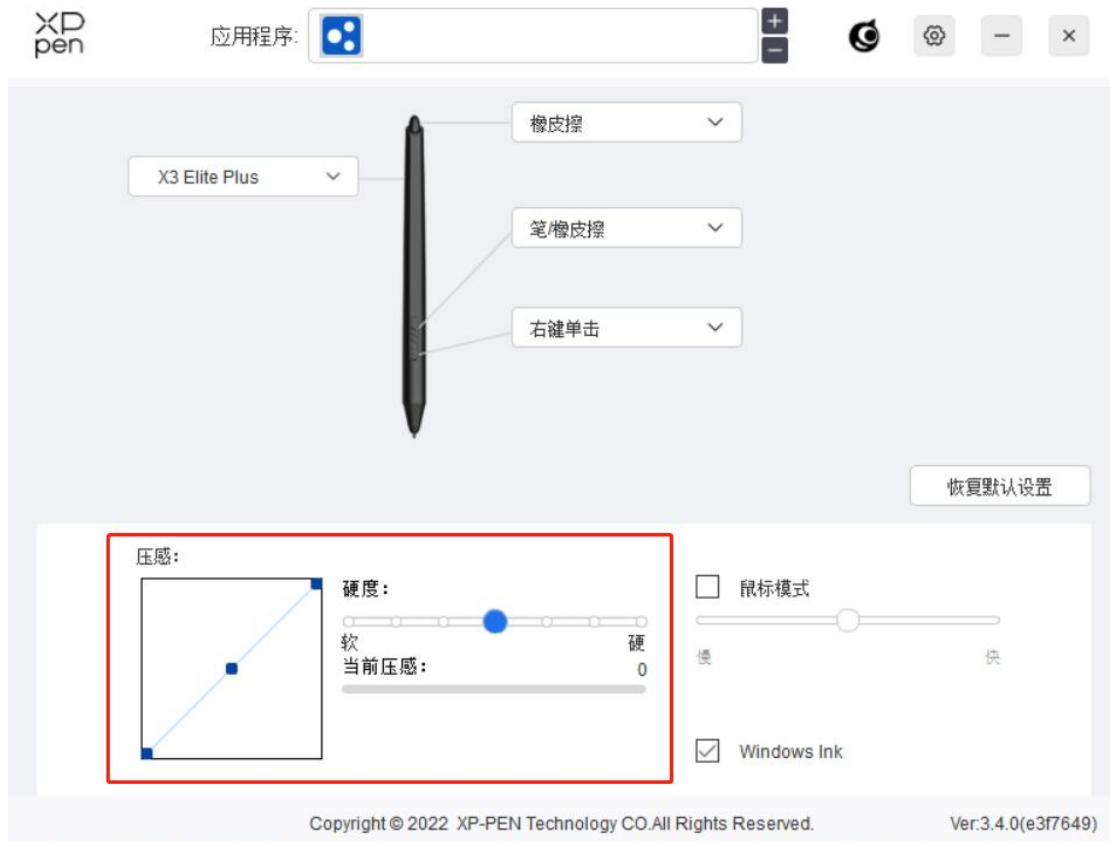 XP
pen
应用程序:
橡皮擦
X3 Elite Plus
笔/橡皮擦
右键单击
恢复默认设置
压感：
硬度：
软 硬
当前压感： 0
鼠标模式
慢 快
Windows Ink
Copyright © 2022 XP-PEN Technology CO.All Rights Reserved.
Ver:3.4.0(e3f7649)